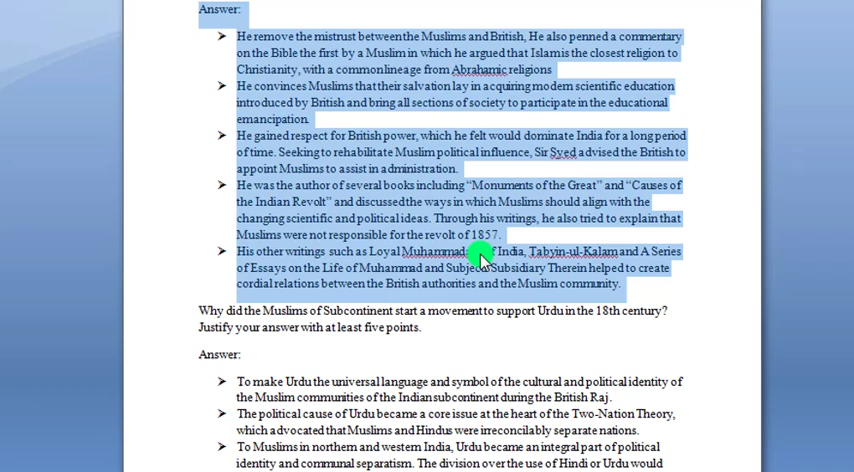 Answer:
He remove the mistrust between the Muslims and British, He also penned a commentary
on the Bible the first by a Muslim in which he argued that Islam is the closest religion to
Christianity, with a common lineage from Abrahamic religions
He convinces Muslims that their salvation lay in acquiring modern scientific education
introduced by British and bring all sections of society to participate in the educational
emancipation.
He gained respect for British power, which he felt would dominate India for a long period
of time. Seeking to rehabilitate Muslim political influence, Sir Syed advised the British to
appoint Muslims to assist in administration.
He was the author of several books including “Monuments of the Great” and “Causes of
the Indian Revolt” and discussed the ways in which Muslims should align with the
changing scientific and political ideas. Through his writings, he also tried to explain that
Muslims were not responsible for the revolt of 1857.
His other writings such as Loyal India, Tabyin-ul-Kalam and A Series
of Essays on the Life of Muhammad and Subject Subsidiary Therein helped to create
cordial relations between the British authorities and the Muslim community.
Why did the Muslims of Subcontinent start a movement to support Urdu in the 18th century?
Justify your answer with at least five points.
Answer:
To make Urdu the universal language and symbol of the cultural and political identity of
the Muslim communities of the Indian subcontinent during the British Raj.
The political cause of Urdu became a core issue at the heart of the Two-Nation Theory,
which advocated that Muslims and Hindus were irreconcilably separate nations.
To Muslims in northern and western India, Urdu became an integral part of political
identity and communal separatism. The division over the use of Hindi or Urdu would